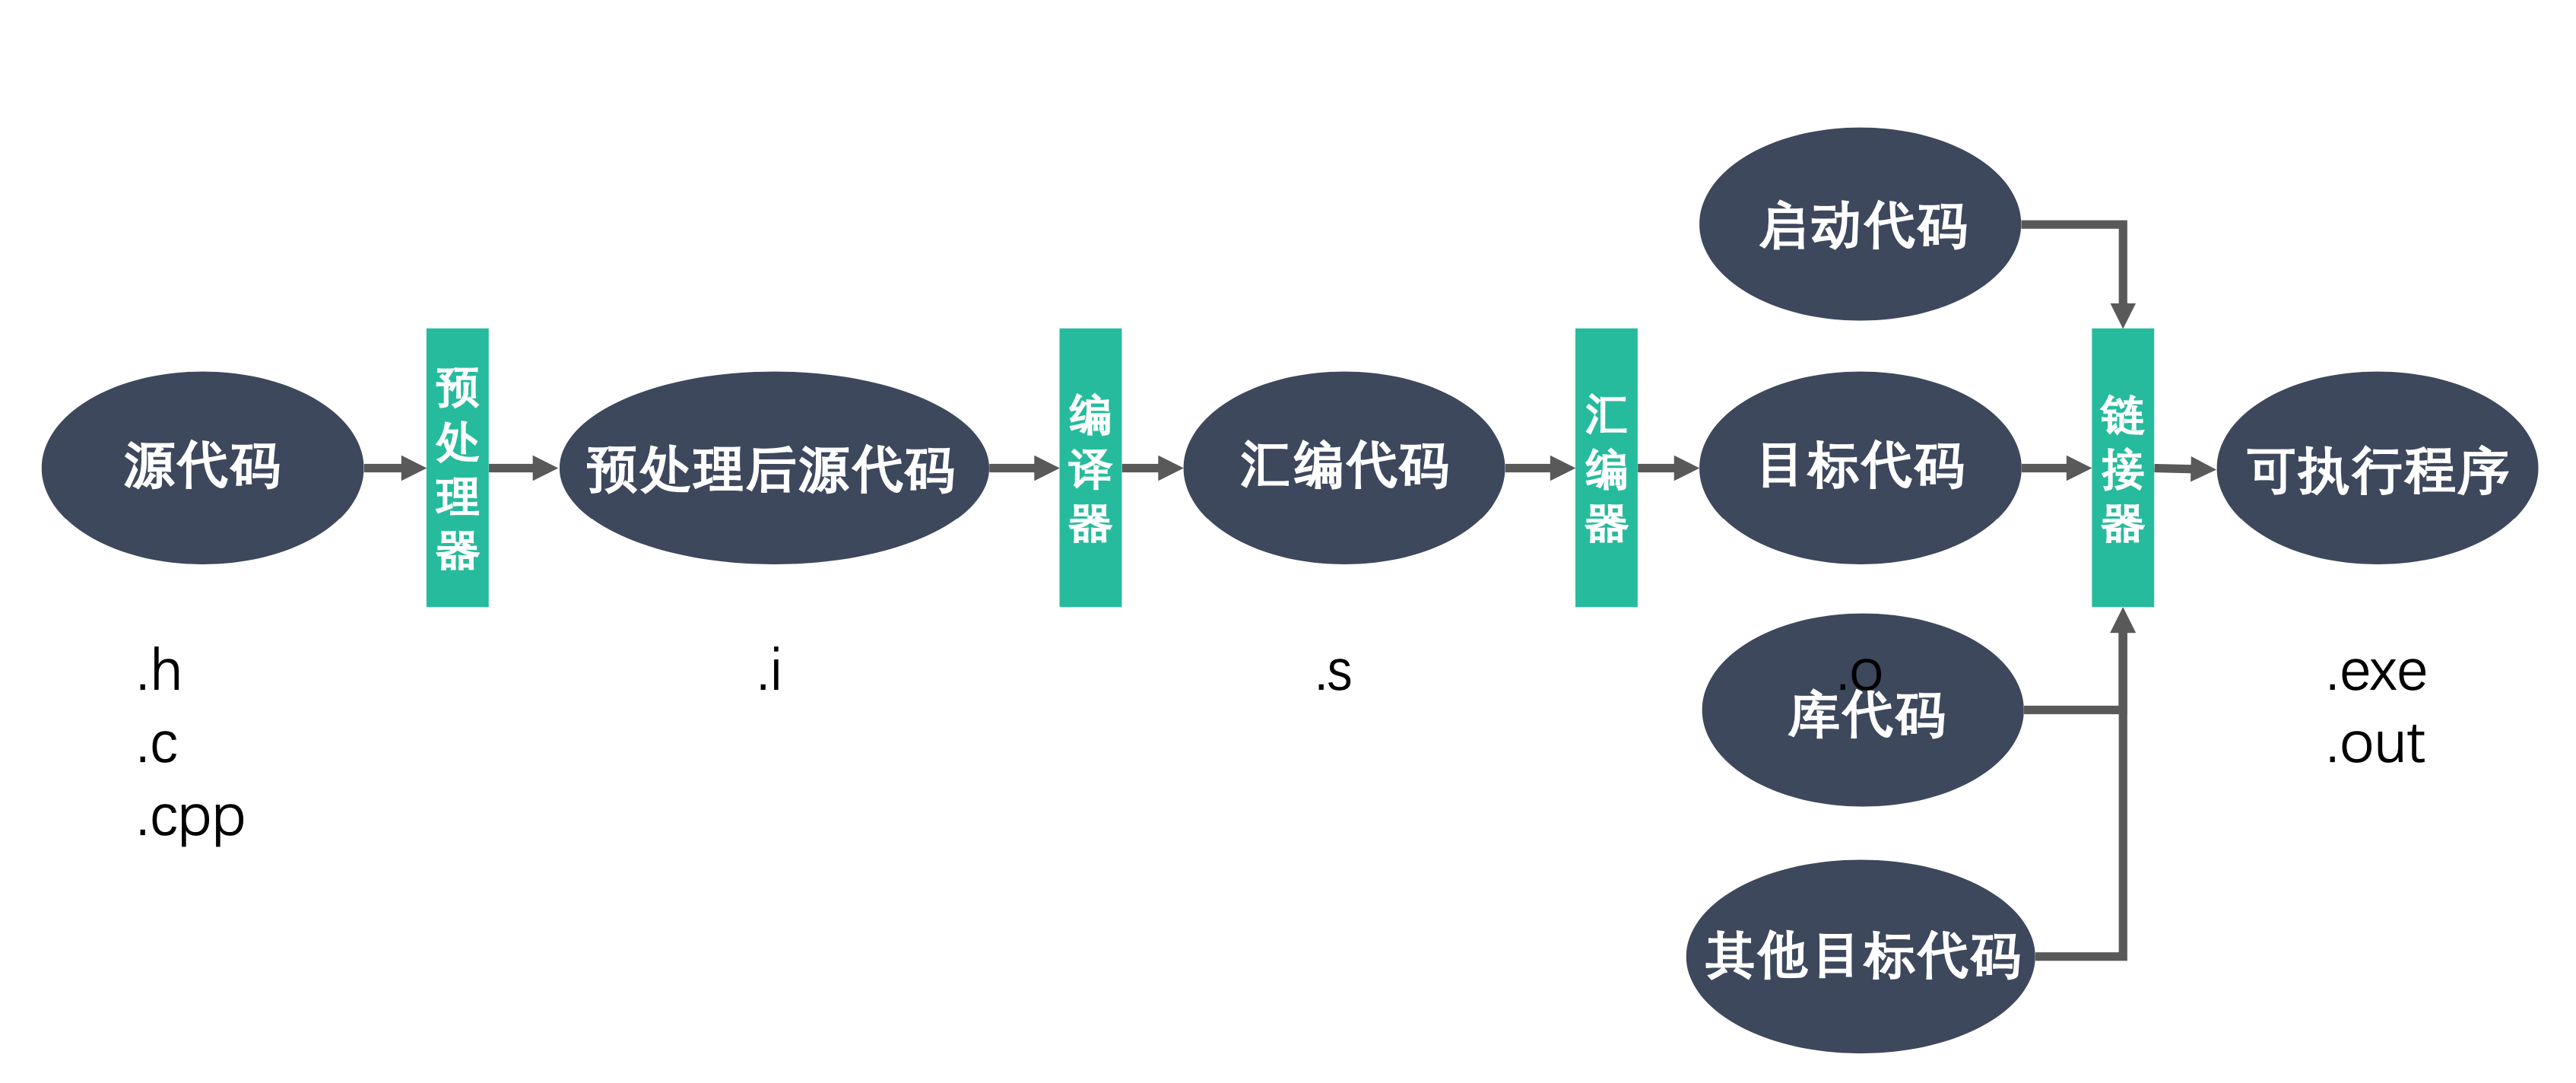 启动代码
源代码
预处理器
预处理后源代码
编译器
汇编代码
汇编器
目标代码
链接器
可执行程序
.h
.c
.cpp
.i
.s
.o
库代码
.exe
.out
其他目标代码